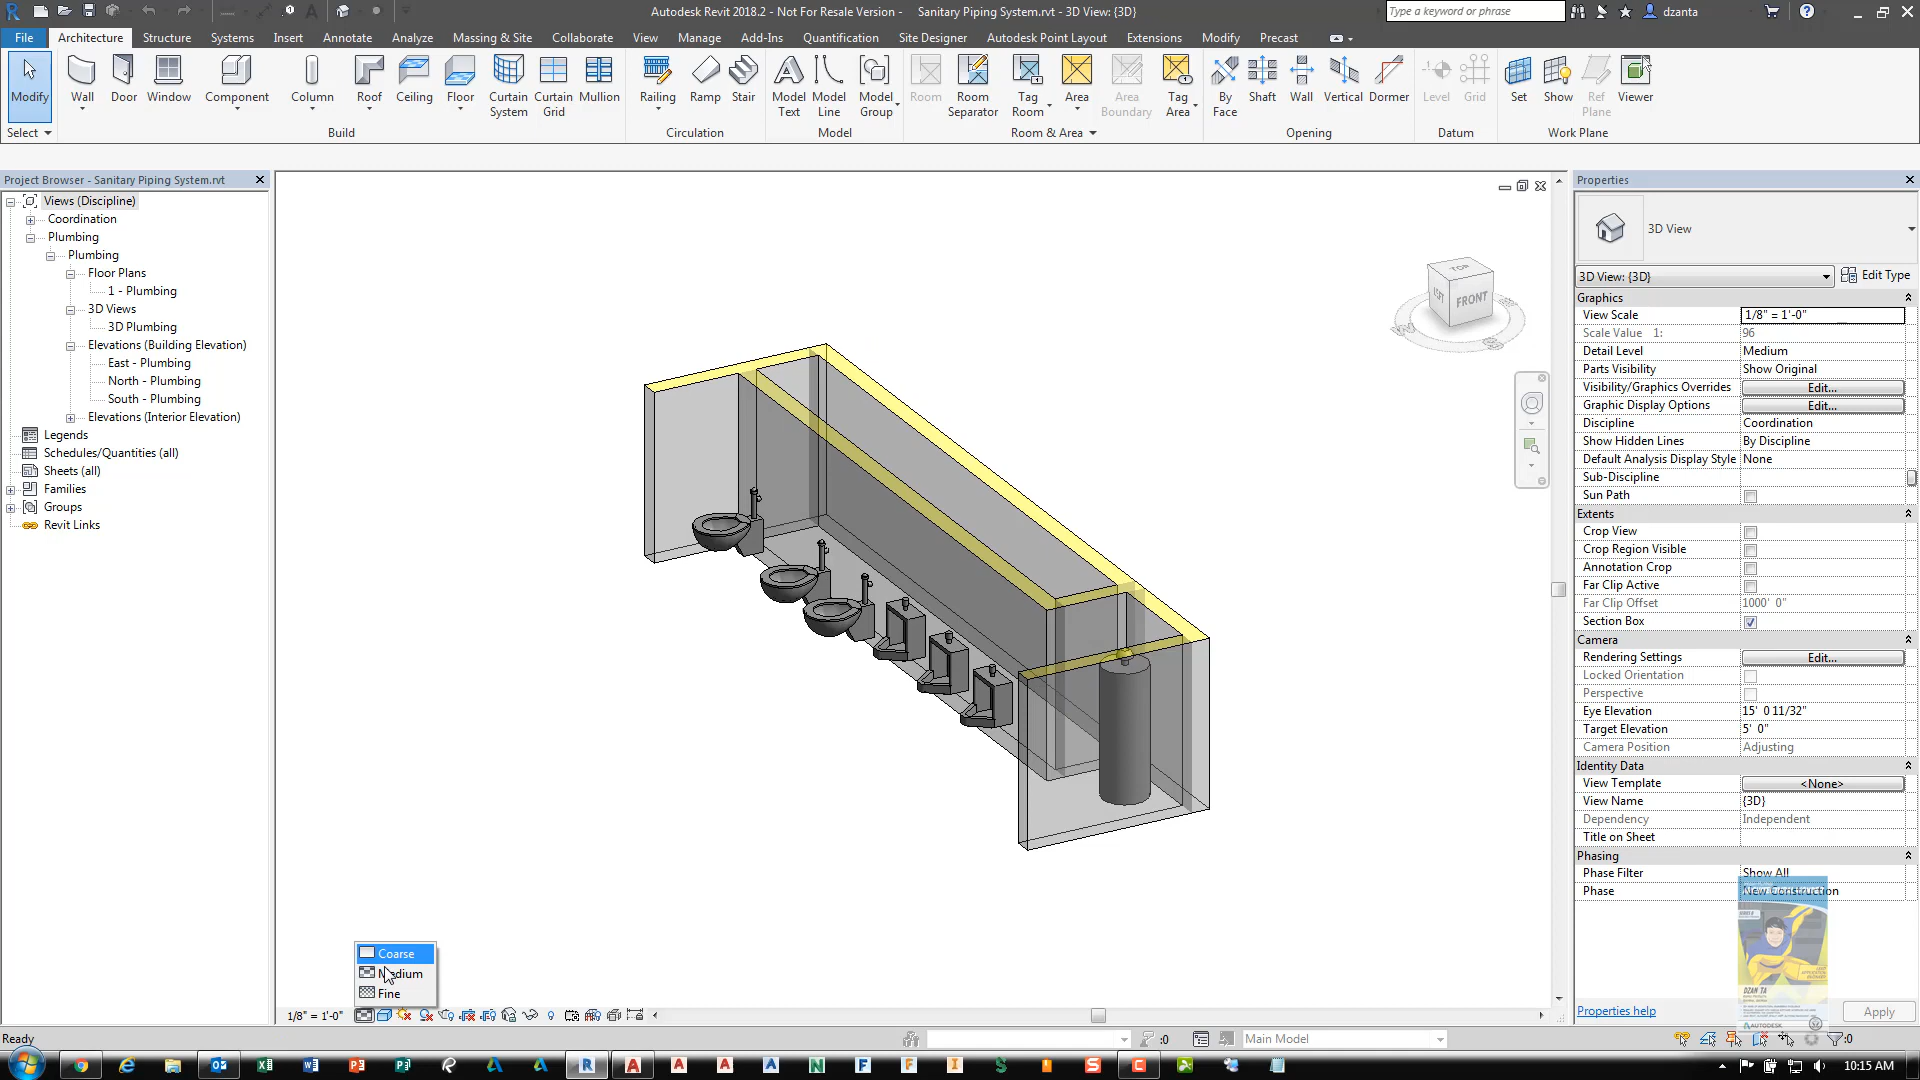 Autodesk Revit 2018.2 - Not For Resale Version - Sanitary Piping System.rvt - 3D View: {3D}
Type a keyword or phrase
dzanta
File Architecture Structure Systems Insert Annotate Analyze Massing & Site Collaborate View Manage Add-Ins Quantification Site Designer Autodesk Point Layout Extensions Modify Precast
Modify Wall Door Window Component Column Roof Ceiling Floor Curtain System Curtain Grid Mullion Railing Ramp Stair Model Text Model Line Model Group Room Room Separator Tag Room Area Area Boundary Tag Area By Face Shaft Wall Vertical Dormer Level Grid Set Show Ref Plane Viewer
Select Build Circulation Model Room & Area Opening Datum Work Plane
Project Browser - Sanitary Piping System.rvt
Views (Discipline)
Coordination
Plumbing
Plumbing
Floor Plans
1 - Plumbing
3D Views
3D Plumbing
Elevations (Building Elevation)
East - Plumbing
North - Plumbing
South - Plumbing
Elevations (Interior Elevation)
Legends
Schedules/Quantities (all)
Sheets (all)
Families
Groups
Revit Links
TOP
LEFT
FRONT
Coarse
Medium
Fine
1/8" = 1'-0"
Properties
3D View
3D View: {3D} Edit Type
Graphics
View Scale 1/8" = 1'-0"
Scale Value 1: 96
Detail Level Medium
Parts Visibility Show Original
Visibility/Graphics Overrides Edit...
Graphic Display Options Edit...
Discipline Coordination
Show Hidden Lines By Discipline
Default Analysis Display Style None
Sub-Discipline
Sun Path
Extents
Crop View
Crop Region Visible
Annotation Crop
Far Clip Active
Far Clip Offset 1000' 0"
Section Box
Camera
Rendering Settings Edit...
Locked Orientation
Perspective
Eye Elevation 15' 0 11/32"
Target Elevation 5' 0"
Camera Position Adjusting
Identity Data
View Template <None>
View Name {3D}
Dependency Independent
Title on Sheet
Phasing
Phase Filter Show All
Phase New Construction
DZAN TA
AUTODESK
Properties help Apply
Ready
:0
Main Model
:0
10:15 AM